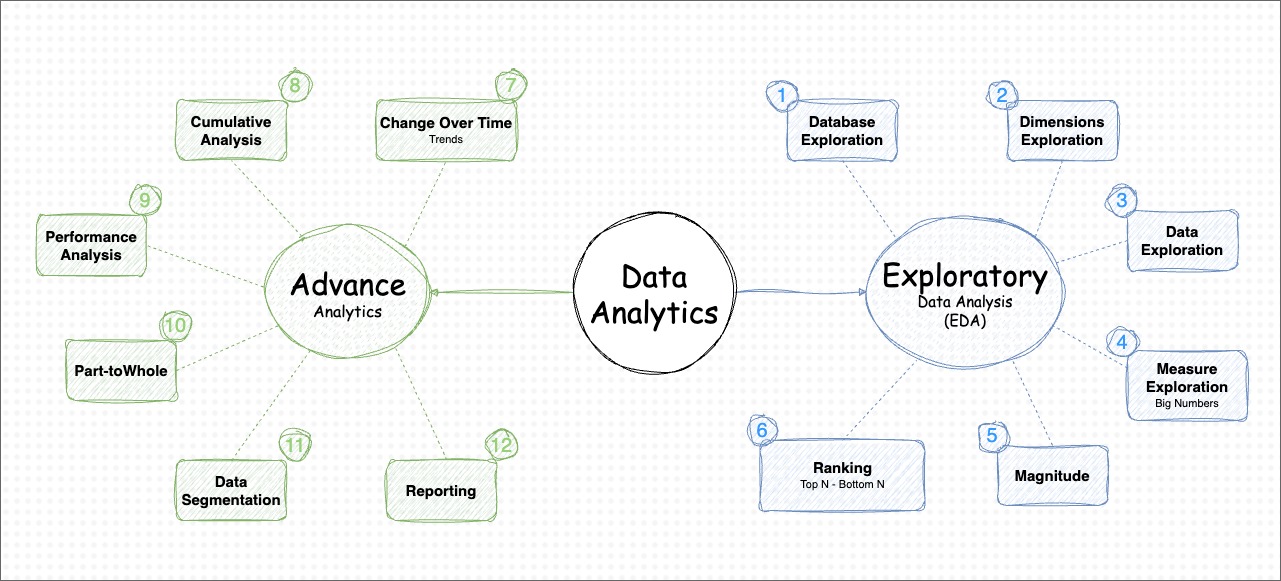 8
Cumulative
Analysis
7
Change Over Time
Trends
9
Performance
Analysis
10
Part-toWhole
11
Data
Segmentation
12
Reporting
Advance
Analytics
Data
Analytics
Exploratory
Data Analysis
(EDA)
1
Database
Exploration
2
Dimensions
Exploration
3
Data
Exploration
4
Measure
Exploration
Big Numbers
5
Magnitude
6
Ranking
Top N - Bottom N